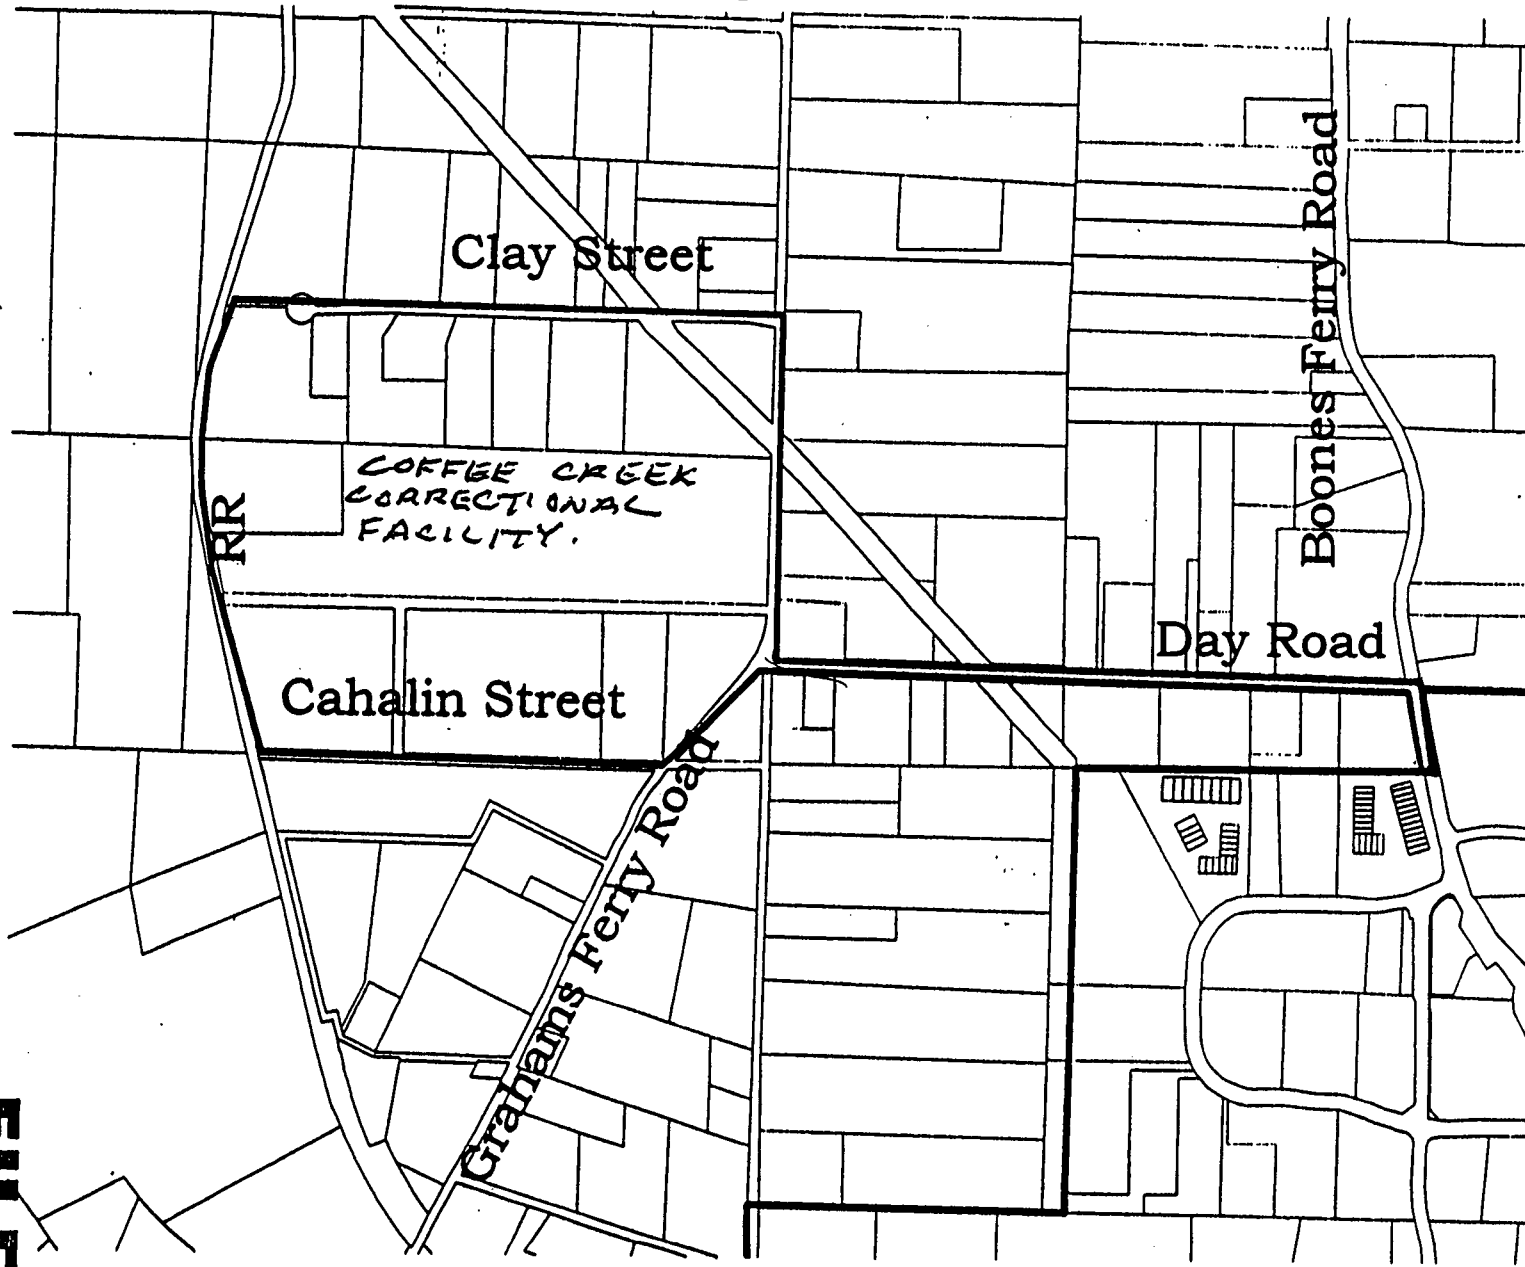 Clay Street
Boones Ferry Road
COFFEE CREEK
CORRECTIONAL
FACILITY.
RR
Day Road
Cahalin Street
Grahams Ferry Road